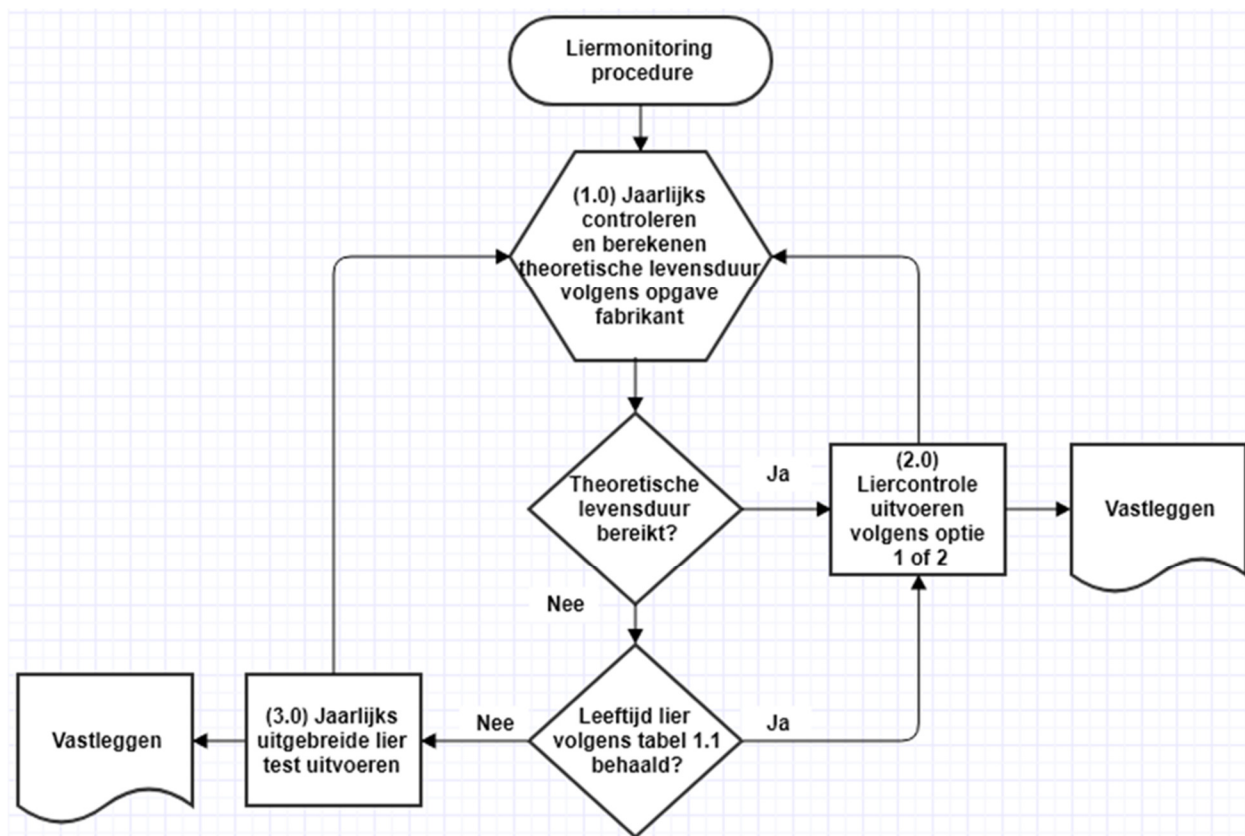 Liermonitoring
procedure
(1.0) Jaarlijks
controleren
en berekenen
theoretische levensduur
volgens opgave
fabrikant
Theoretische
levensduur
bereikt?
Ja
(2.0)
Liercontrole
uitvoeren
volgens optie
1 of 2
Vastleggen
Nee
Leeftijd lier
volgens tabel 1.1
behaald?
Ja
Nee
(3.0) Jaarlijks
uitgebreide lier
test uitvoeren
Vastleggen